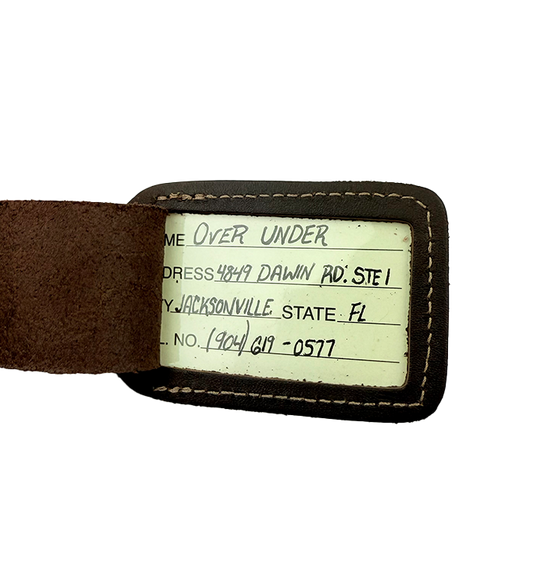 ME OVER UNDER
DRESS 4849 DAWIN RD. STE 1
Y JACKSONVILLE STATE FL
L. NO. (904) 619-0577